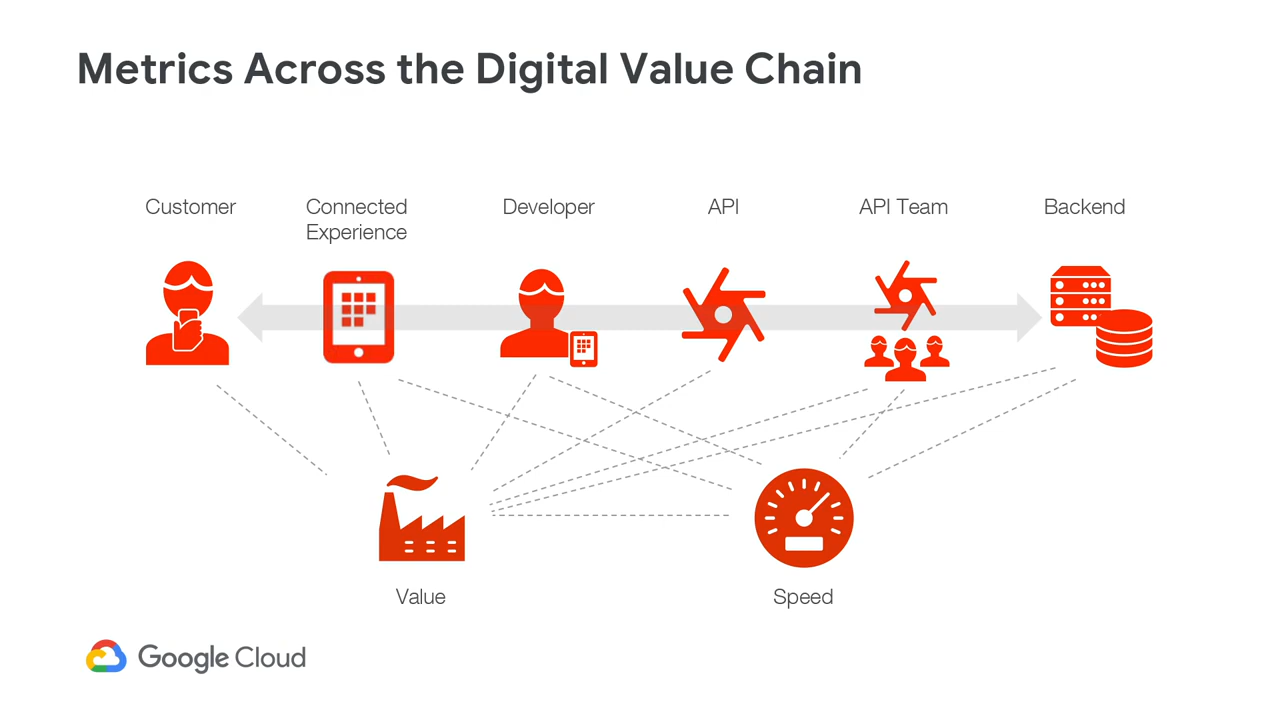 Metrics Across the Digital Value Chain
Customer
Connected
Experience
Developer
API
API Team
Backend
Value
Speed
Google Cloud